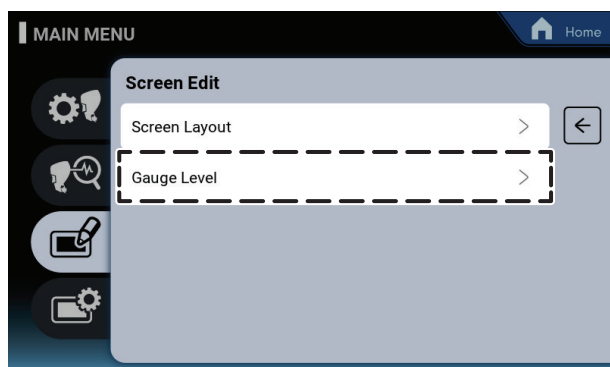 MAIN MENU
Home
Screen Edit
Screen Layout
Gauge Level